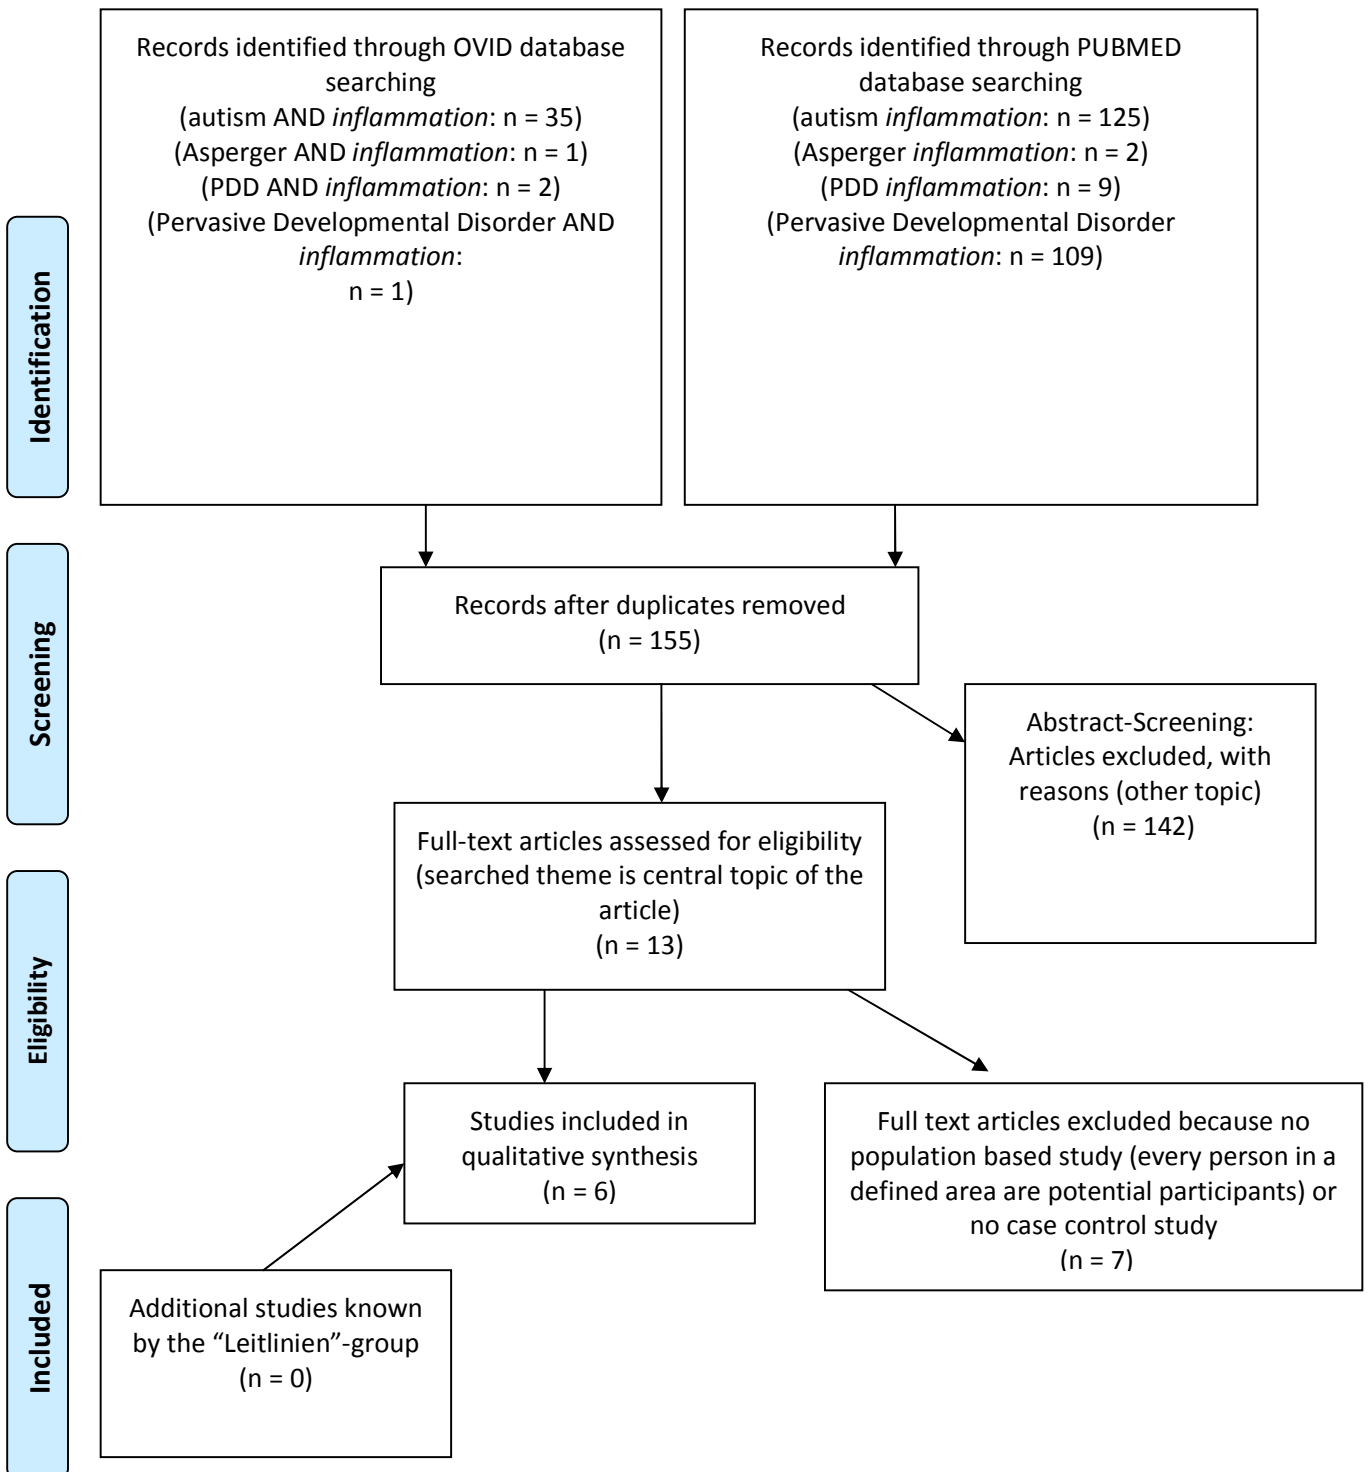 Records identified through OVID database
searching
(autism AND inflammation: n = 35)
(Asperger AND inflammation: n = 1)
(PDD AND inflammation: n = 2)
(Pervasive Developmental Disorder AND
inflammation:
n = 1)
Records identified through PUBMED
database searching
(autism inflammation: n = 125)
(Asperger inflammation: n = 2)
(PDD inflammation: n = 9)
(Pervasive Developmental Disorder
inflammation: n = 109)
Identification
Records after duplicates removed
(n = 155)
Screening
Abstract-Screening:
Articles excluded, with
reasons (other topic)
(n = 142)
Full-text articles assessed for eligibility
(searched theme is central topic of the
article)
(n = 13)
Eligibility
Studies included in
qualitative synthesis
(n = 6)
Full text articles excluded because no
population based study (every person in a
defined area are potential participants) or
no case control study
(n = 7)
Included
Additional studies known
by the “Leitlinien”-group
(n = 0)